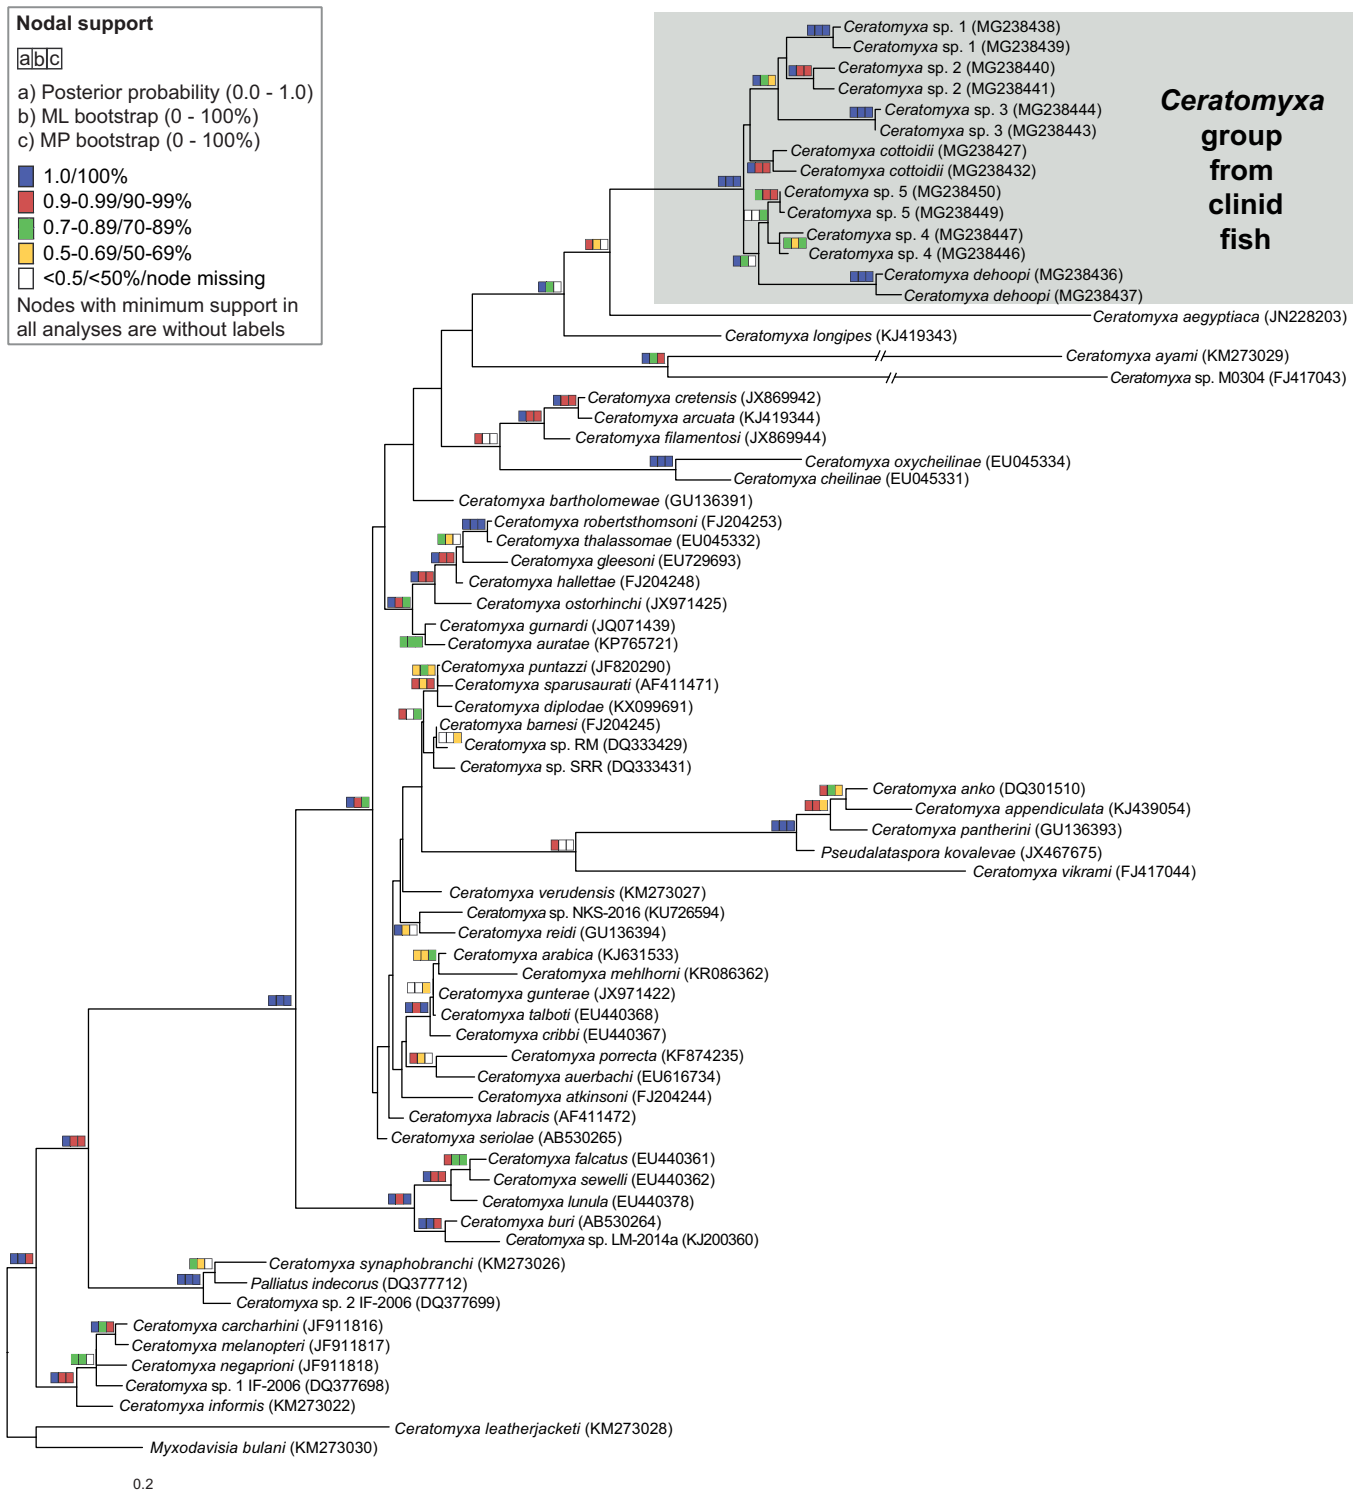 Nodal support
a b c
a) Posterior probability (0.0 - 1.0)
b) ML bootstrap (0 - 100%)
c) MP bootstrap (0 - 100%)
1.0/100%
0.9-0.99/90-99%
0.7-0.89/70-89%
0.5-0.69/50-69%
<0.5/<50%/node missing
Nodes with minimum support in
all analyses are without labels
Ceratomyxa
group
from
clinid
fish
Ceratomyxa sp. 1 (MG238438)
Ceratomyxa sp. 1 (MG238439)
Ceratomyxa sp. 2 (MG238440)
Ceratomyxa sp. 2 (MG238441)
Ceratomyxa sp. 3 (MG238444)
Ceratomyxa sp. 3 (MG238443)
Ceratomyxa cottoidii (MG238427)
Ceratomyxa cottoidii (MG238432)
Ceratomyxa sp. 5 (MG238450)
Ceratomyxa sp. 5 (MG238449)
Ceratomyxa sp. 4 (MG238447)
Ceratomyxa sp. 4 (MG238446)
Ceratomyxa dehoopi (MG238436)
Ceratomyxa dehoopi (MG238437)
Ceratomyxa aegyptiaca (JN228203)
Ceratomyxa longipes (KJ419343)
Ceratomyxa ayami (KM273029)
Ceratomyxa sp. M0304 (FJ417043)
Ceratomyxa cretensis (JX869942)
Ceratomyxa arcuata (KJ419344)
Ceratomyxa filamentosi (JX869944)
Ceratomyxa oxycheilinae (EU045334)
Ceratomyxa cheilinae (EU045331)
Ceratomyxa bartholomewae (GU136391)
Ceratomyxa robertsthomsoni (FJ204253)
Ceratomyxa thalassomae (EU045332)
Ceratomyxa gleesoni (EU729693)
Ceratomyxa hallettae (FJ204248)
Ceratomyxa ostorhinchi (JX971425)
Ceratomyxa gurnardi (JQ071439)
Ceratomyxa auratae (KP765721)
Ceratomyxa puntazzi (JF820290)
Ceratomyxa sparusaurati (AF411471)
Ceratomyxa diplodae (KX099691)
Ceratomyxa barnesi (FJ204245)
Ceratomyxa sp. RM (DQ333429)
Ceratomyxa sp. SRR (DQ333431)
Ceratomyxa anko (DQ301510)
Ceratomyxa appendiculata (KJ439054)
Ceratomyxa pantherini (GU136393)
Pseudalataspora kovalevae (JX467675)
Ceratomyxa vikrami (FJ417044)
Ceratomyxa verudensis (KM273027)
Ceratomyxa sp. NKS-2016 (KU726594)
Ceratomyxa reidi (GU136394)
Ceratomyxa arabica (KJ631533)
Ceratomyxa mehlhorni (KR086362)
Ceratomyxa gunterae (JX971422)
Ceratomyxa talboti (EU440368)
Ceratomyxa cribbi (EU440367)
Ceratomyxa porrecta (KF874235)
Ceratomyxa auerbachi (EU616734)
Ceratomyxa atkinsoni (FJ204244)
Ceratomyxa labracis (AF411472)
Ceratomyxa seriolae (AB530265)
Ceratomyxa falcatus (EU440361)
Ceratomyxa sewelli (EU440362)
Ceratomyxa lunula (EU440378)
Ceratomyxa buri (AB530264)
Ceratomyxa sp. LM-2014a (KJ200360)
Ceratomyxa synaphobranchi (KM273026)
Palliatus indecorus (DQ377712)
Ceratomyxa sp. 2 IF-2006 (DQ377699)
Ceratomyxa carcharhini (JF911816)
Ceratomyxa melanopteri (JF911817)
Ceratomyxa negaprioni (JF911818)
Ceratomyxa sp. 1 IF-2006 (DQ377698)
Ceratomyxa informis (KM273022)
Ceratomyxa leatherjacketi (KM273028)
Myxodavisia bulani (KM273030)
0.2